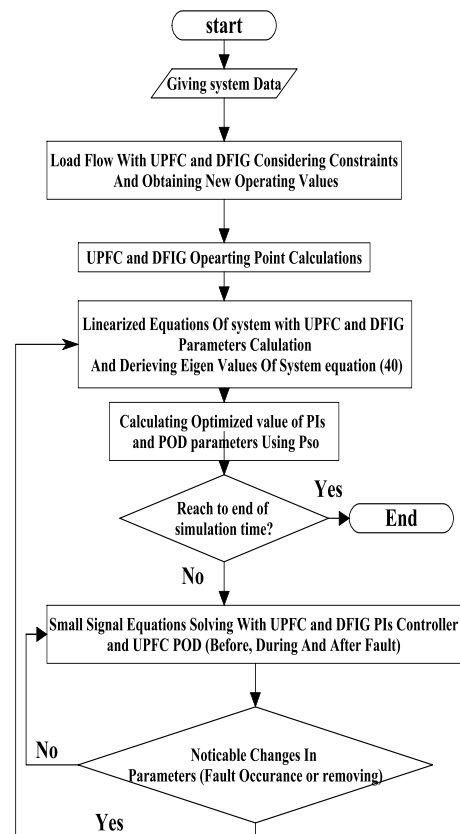 start
Giving system Data
Load Flow With UPFC and DFIG Considering Constraints
And Obtaining New Operating Values
UPFC and DFIG Opearting Point Calculations
Linearized Equations Of system with UPFC and DFIG
Parameters Calulation
And Derieving Eigen Values Of System equation (40)
Calculating Optimized value of PIs
and POD parameters Using Pso
Reach to end of
simulation time?
Yes
End
No
Small Signal Equations Solving With UPFC and DFIG PIs Controller
and UPFC POD (Before, During And After Fault)
No
Noticable Changes In
Parameters (Fault Occurance or removing)
Yes